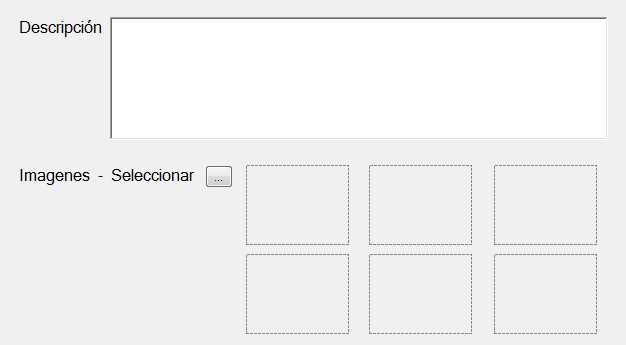 Descripción
Imagenes - Seleccionar ...